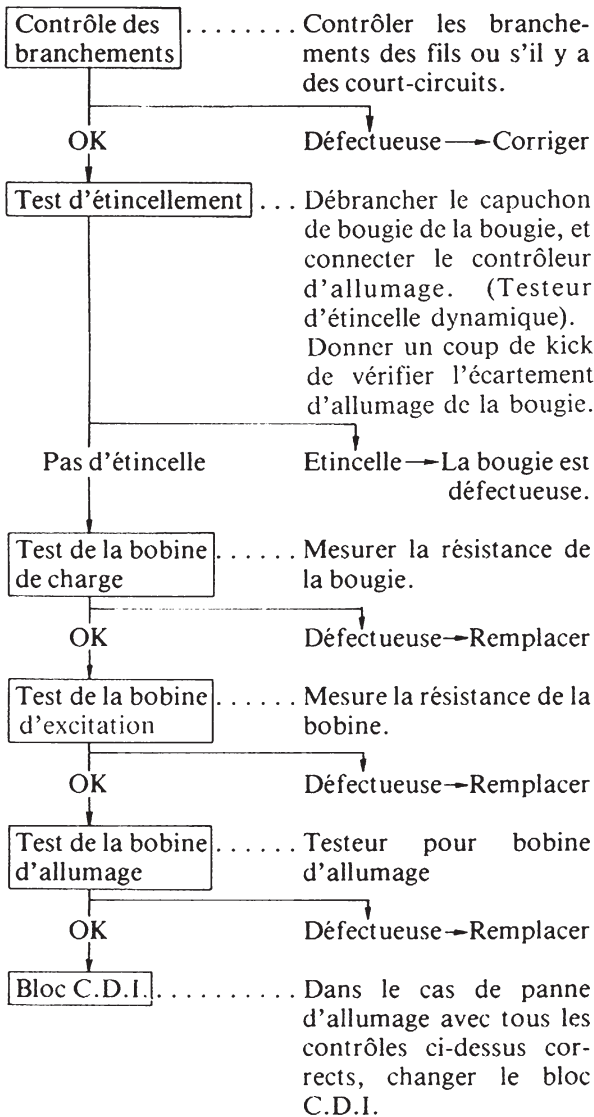 Contrôle des ........ Contrôler les branche-
branchements ments des fils ou s'il y a
des court-circuits.
OK Défectueuse → Corriger
Test d'étincellement ... Débrancher le capuchon
de bougie de la bougie, et
connecter le contrôleur
d'allumage. (Testeur
d'étincelle dynamique).
Donner un coup de kick
de vérifier l'écartement
d'allumage de la bougie.
Pas d'étincelle Etincelle → La bougie est
défectueuse.
Test de la bobine ...... Mesurer la résistance de
de charge la bougie.
OK Défectueuse → Remplacer
Test de la bobine ...... Mesure la résistance de la
d'excitation bobine.
OK Défectueuse → Remplacer
Test de la bobine ...... Testeur pour bobine
d'allumage d'allumage
OK Défectueuse → Remplacer
Bloc C.D.I. .......... Dans le cas de panne
d'allumage avec tous les
contrôles ci-dessus cor-
rects, changer le bloc
C.D.I.